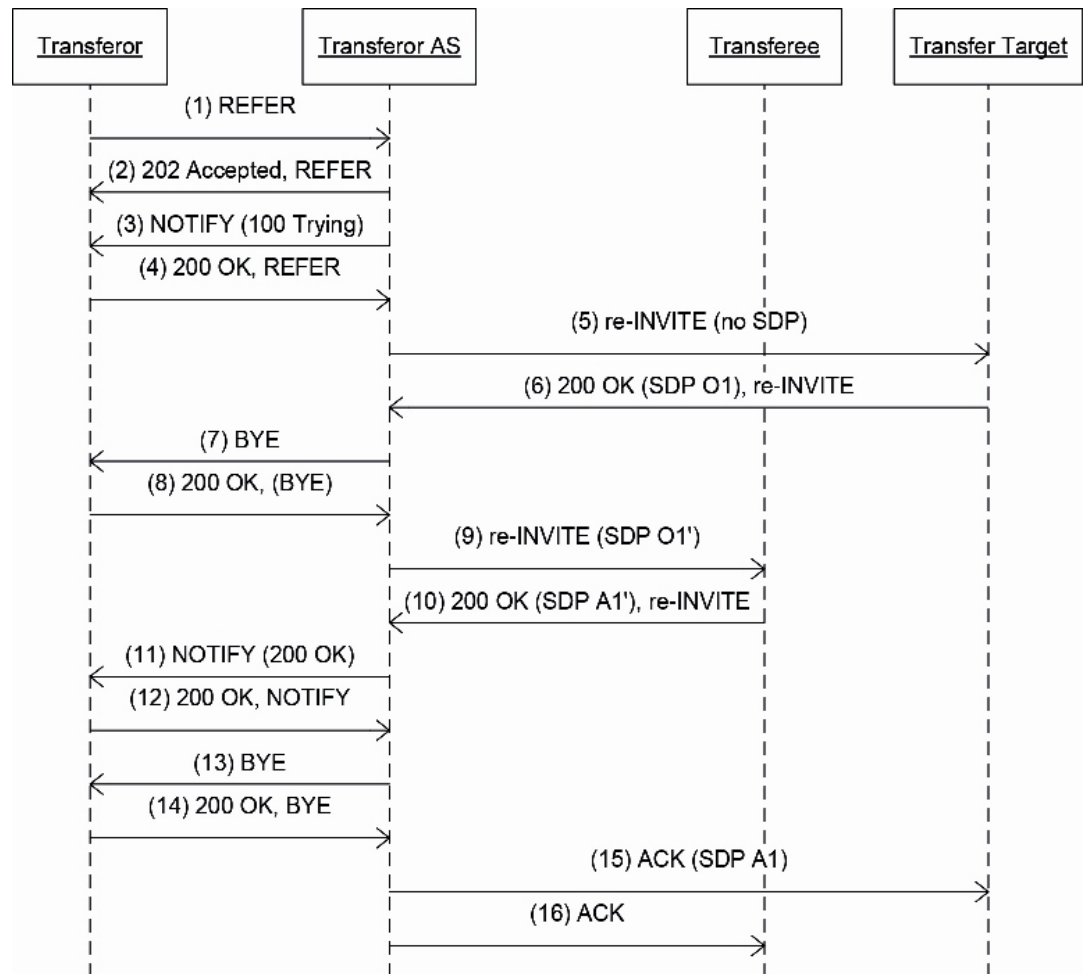 Transferor
Transferor AS
Transferee
Transfer Target
(1) REFER
(2) 202 Accepted, REFER
(3) NOTIFY (100 Trying)
(4) 200 OK, REFER
(5) re-INVITE (no SDP)
(6) 200 OK (SDP O1), re-INVITE
(7) BYE
(8) 200 OK, (BYE)
(9) re-INVITE (SDP O1')
(10) 200 OK (SDP A1'), re-INVITE
(11) NOTIFY (200 OK)
(12) 200 OK, NOTIFY
(13) BYE
(14) 200 OK, BYE
(15) ACK (SDP A1)
(16) ACK